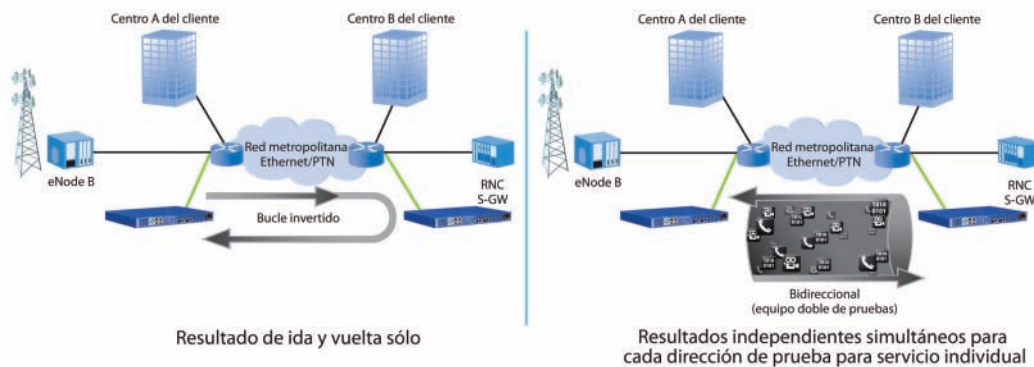 Centro A del cliente
Centro B del cliente
Red metropolitana
Ethernet/PTN
eNode B
RNC
S-GW
Bucle invertido
Resultado de ida y vuelta sólo
Centro A del cliente
Centro B del cliente
Red metropolitana
Ethernet/PTN
eNode B
RNC
S-GW
1010
0101
Bidireccional
(equipo doble de pruebas)
Resultados independientes simultáneos para
cada dirección de prueba para servicio individual